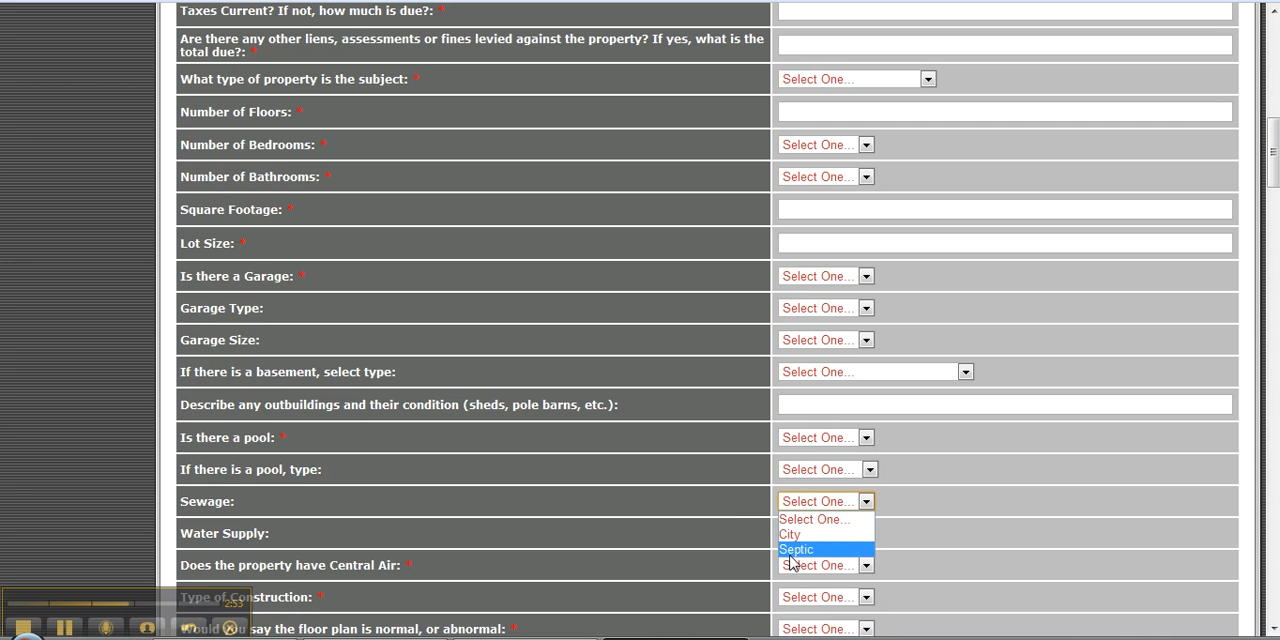 Taxes Current? If not, how much is due?: *
Are there any other liens, assessments or fines levied against the property? If yes, what is the
total due?: *
What type of property is the subject: * Select One...
Number of Floors: *
Number of Bedrooms: * Select One...
Number of Bathrooms: * Select One...
Square Footage: *
Lot Size: *
Is there a Garage: * Select One...
Garage Type: Select One...
Garage Size: Select One...
If there is a basement, select type: Select One...
Describe any outbuildings and their condition (sheds, pole barns, etc.):
Is there a pool: * Select One...
If there is a pool, type: Select One...
Sewage: Select One...
Select One...
City
Septic
Water Supply:
Does the property have Central Air: * Select One...
Type of Construction: * Select One...
2:53
Would you say the floor plan is normal, or abnormal: * Select One...